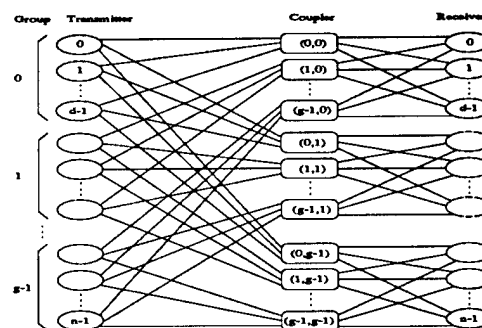 Group Transmitter Coupler Receiver
0 (0,0) 0
1 (1,0) 1
0
d-1 (g-1,0) d-1
(0,1)
1 (1,1)
(g-1,1)
(0,g-1)
g-1 (1,g-1)
n-1 (g-1,g-1) n-1